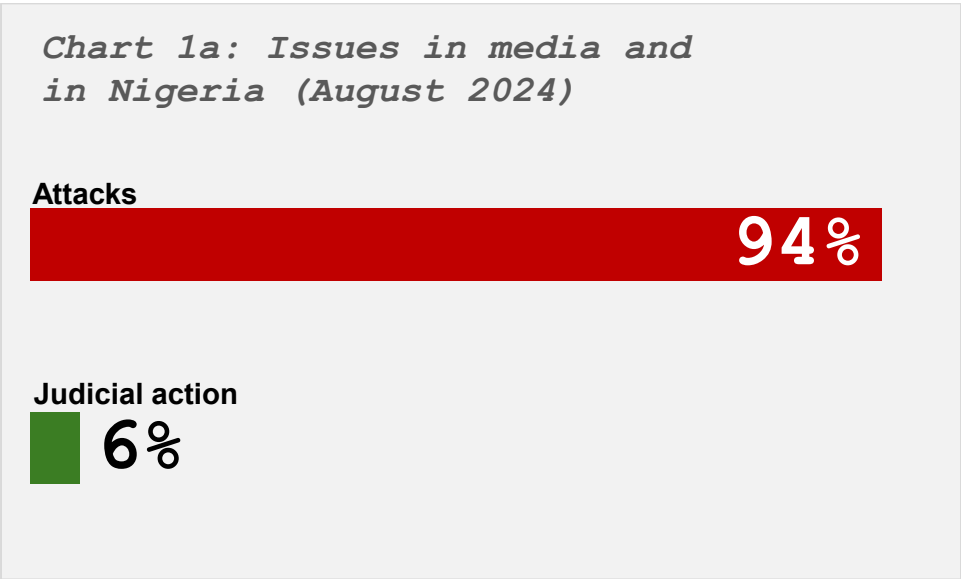 Chart 1a: Issues in media and
in Nigeria (August 2024)
Attacks
94%
Judicial action
6%